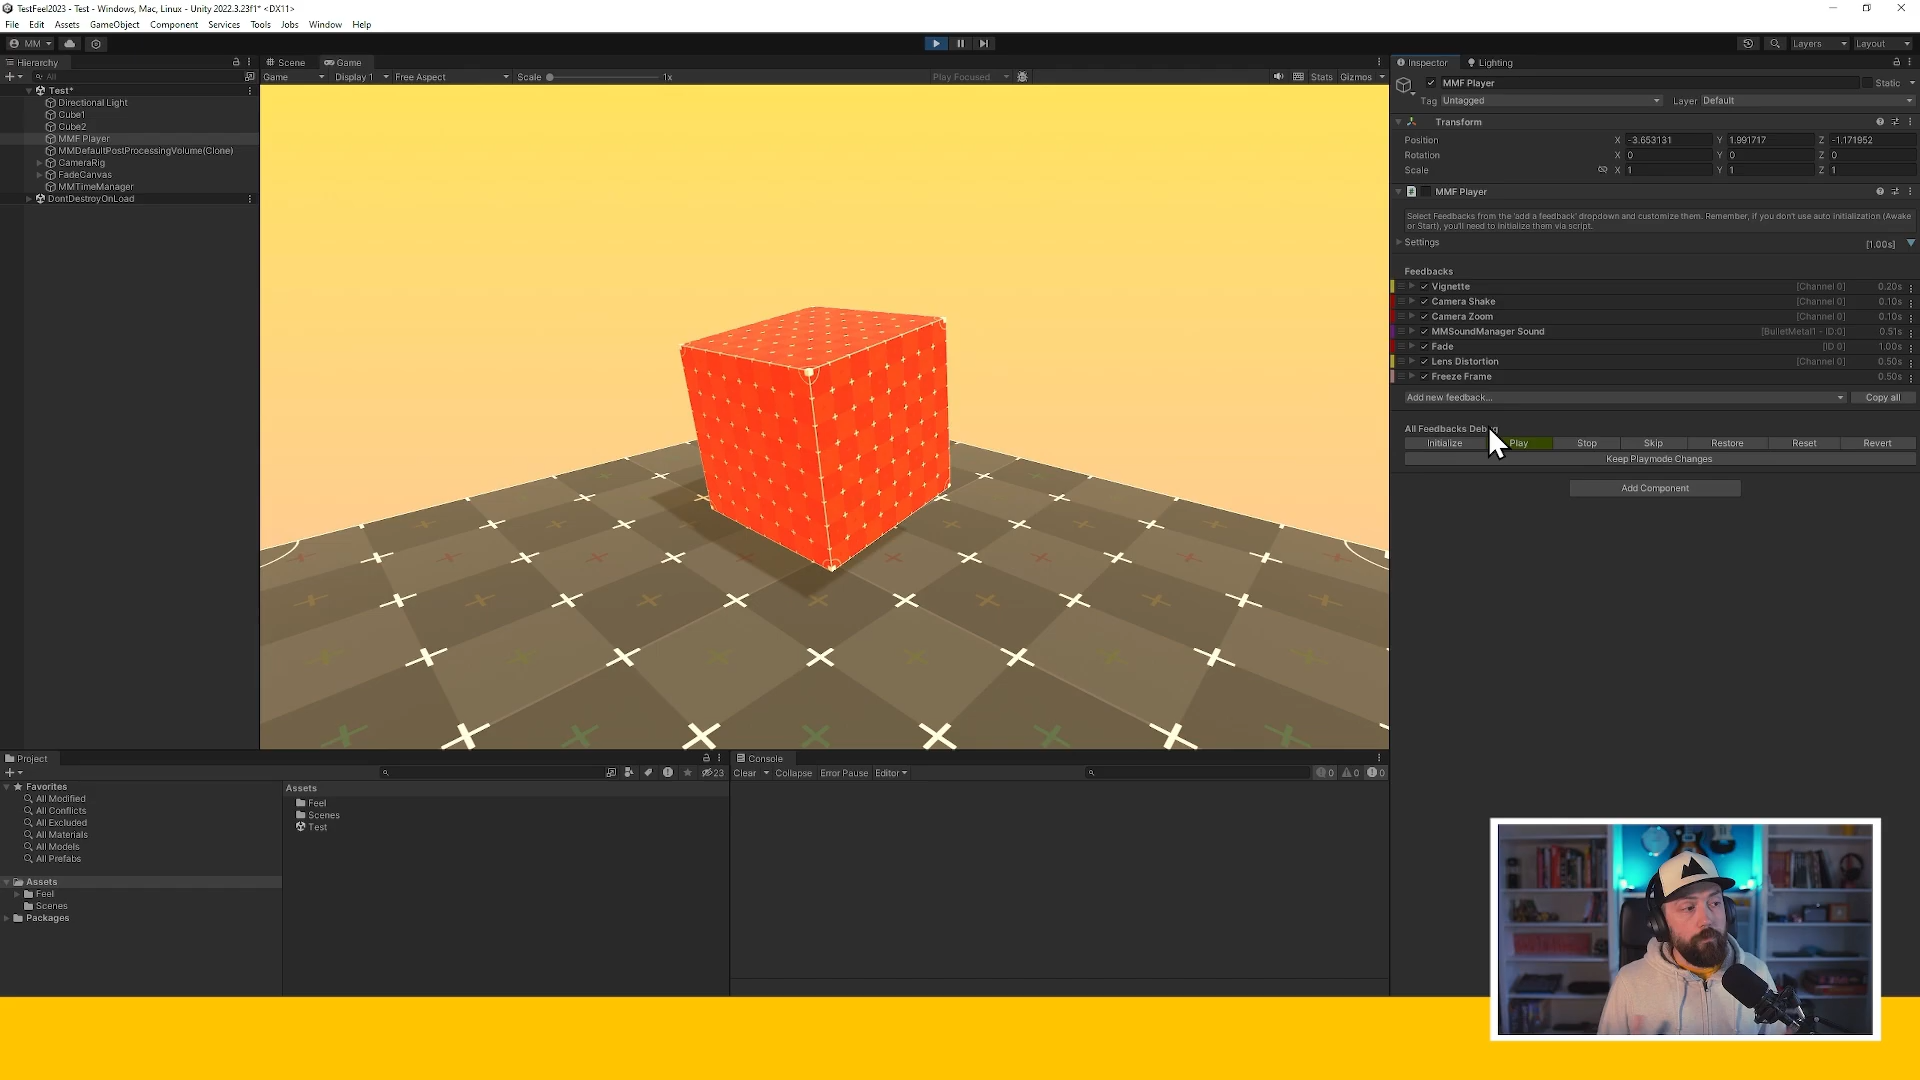 TestFeel2023 - Test - Windows, Mac, Linux - Unity 2022.3.23f1* <DX11>
File Edit Assets GameObject Component Services Tools Jobs Window Help
MM Layers Layout
Hierarchy
All
Test*
Directional Light
Cube1
Cube2
MMF Player
MMDefaultPostProcessingVolume(Clone)
CameraRig
FadeCanvas
MMTimeManager
DontDestroyOnLoad
Scene Game
Game Display 1 Free Aspect Scale 1x Play Focused Stats Gizmos
Inspector Lighting
MMF Player Static
Tag Untagged Layer Default
Transform
Position X -3.653131 Y 1.991717 Z -1.171952
Rotation X 0 Y 0 Z 0
Scale X 1 Y 1 Z 1
MMF Player
Select Feedbacks from the 'add a feedback' dropdown and customize them. Remember, if you don't use auto initialization (Awake
or Start), you'll need to initialize them via script.
Settings [1.00s]
Feedbacks
Vignette [Channel 0] 0.20s
Camera Shake [Channel 0] 0.10s
Camera Zoom [Channel 0] 0.10s
MMSoundManager Sound [BulletMetal1 - ID:0] 0.51s
Fade [ID 0] 1.00s
Lens Distortion [Channel 0] 0.50s
Freeze Frame 0.50s
Add new feedback... Copy all
All Feedbacks Debug
Initialize Play Stop Skip Restore Reset Revert
Keep Playmode Changes
Add Component
Project
23
Favorites
All Modified
All Conflicts
All Excluded
All Materials
All Models
All Prefabs
Assets
Feel
Scenes
Packages
Assets
Feel
Scenes
Test
Console
Clear Collapse Error Pause Editor 0 0 0